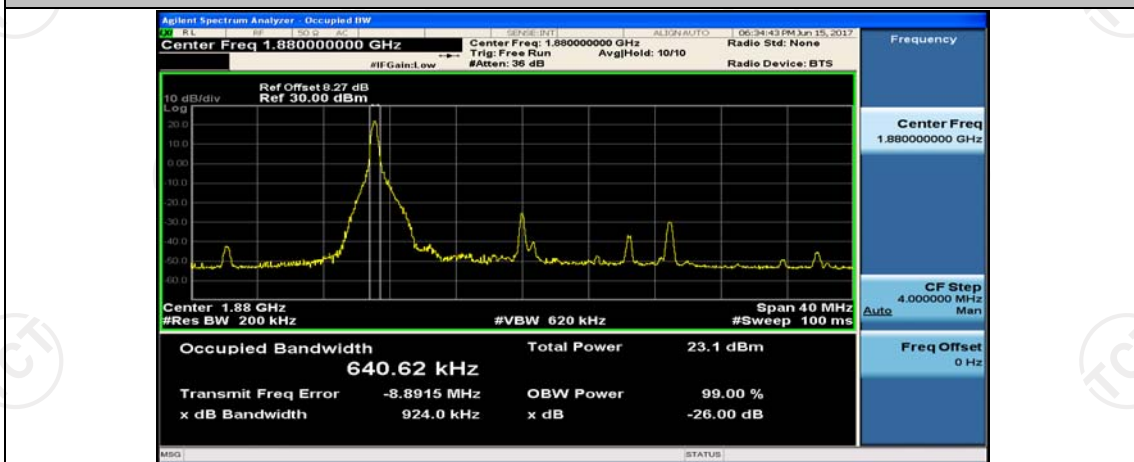 Agilent Spectrum Analyzer - Occupied BW
RL RF 50 Ω AC SENSE:INT ALIGN AUTO 06:34:43 PM Jun 15, 2017
Center Freq 1.880000000 GHz
Center Freq: 1.880000000 GHz
Radio Std: None
Trig: Free Run Avg|Hold: 10/10
#IFGain:Low
#Atten: 36 dB
Radio Device: BTS
Frequency
Ref Offset 8.27 dB
10 dB/div Ref 30.00 dBm
Log
20.0
10.0
0.00
-10.0
-20.0
-30.0
-40.0
-50.0
-60.0
Center Freq
1.880000000 GHz
CF Step
4.000000 MHz
Auto Man
Freq Offset
0 Hz
Center 1.88 GHz Span 40 MHz
#Res BW 200 kHz #VBW 620 kHz #Sweep 100 ms
Occupied Bandwidth Total Power 23.1 dBm
640.62 kHz
Transmit Freq Error -8.8915 MHz OBW Power 99.00 %
x dB Bandwidth 924.0 kHz x dB -26.00 dB
MSG STATUS
TCT
TCT